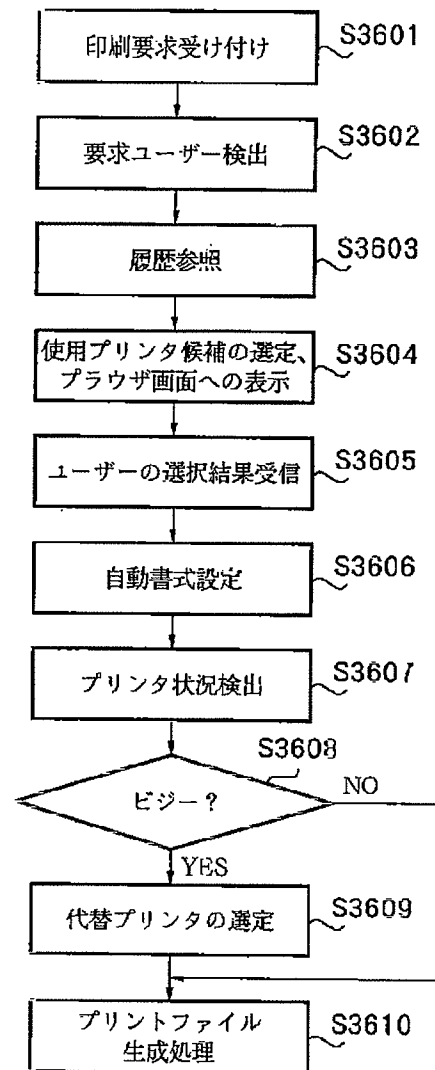 印刷要求受け付け
S3601
要求ユーザー検出
S3602
履歴参照
S3603
使用プリンタ候補の選定、
プラウザ画面への表示
S3604
ユーザーの選択結果受信
S3605
自動書式設定
S3606
プリンタ状況検出
S3607
S3608
ビジー?
NO
YES
代替プリンタの選定
S3609
プリントファイル
生成処理
S3610